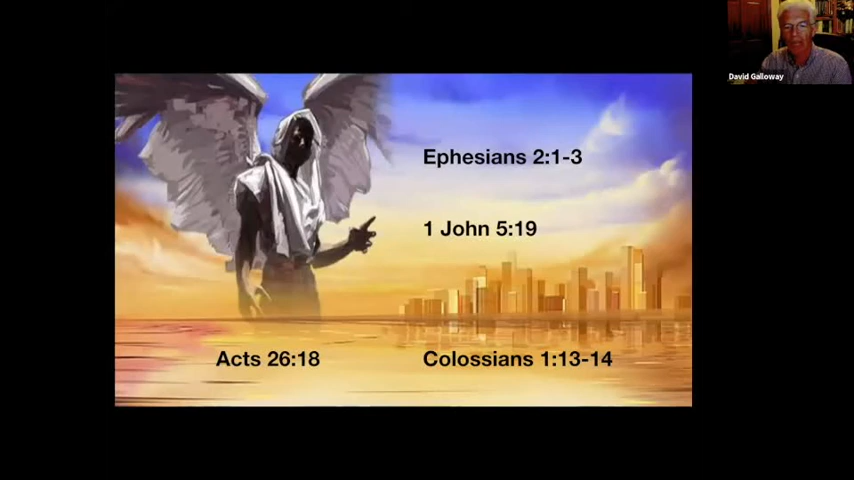 David Galloway
Ephesians 2:1-3
1 John 5:19
Acts 26:18
Colossians 1:13-14